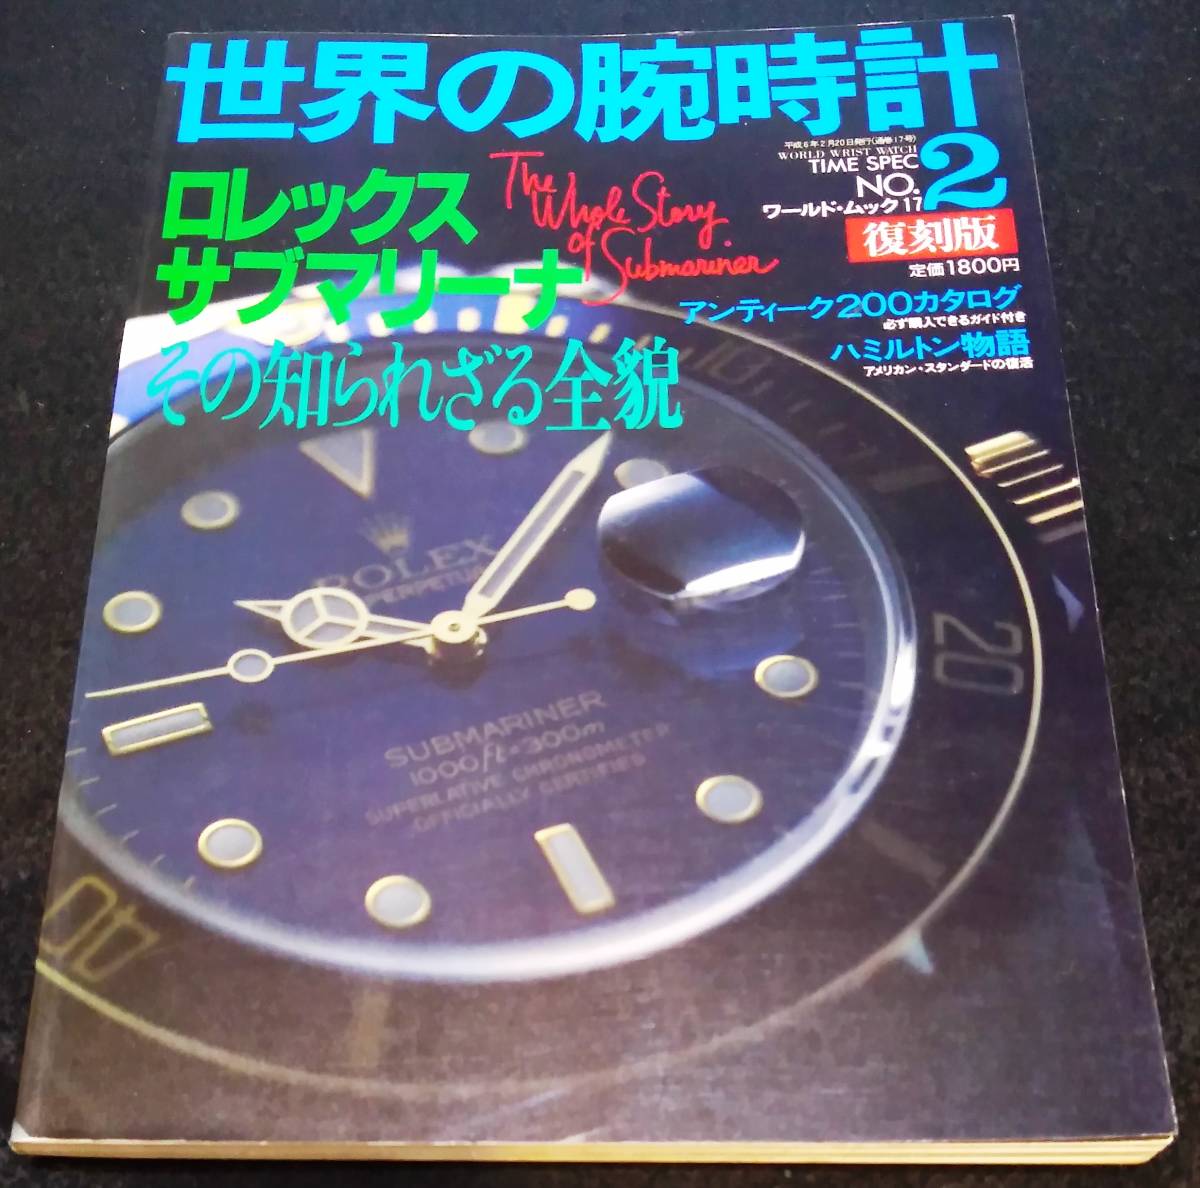 世界の腕時計
平成6年2月20日発行(通巻17号)
WORLD WRIST WATCH
TIME SPEC
NO.2
ワールド・ムック17
復刻版
定価1800円
ロレックス
サブマリーナ
The
Whole Story
of Submariner
その知られざる全貌
アンティーク200カタログ
必ず購入できるガイド付き
ハミルトン物語
アメリカン・スタンダードの復活
ROLEX
PERPETUAL
SUBMARINER
1000ft=300m
SUPERLATIVE CHRONOMETER
OFFICIALLY CERTIFIED
20
40